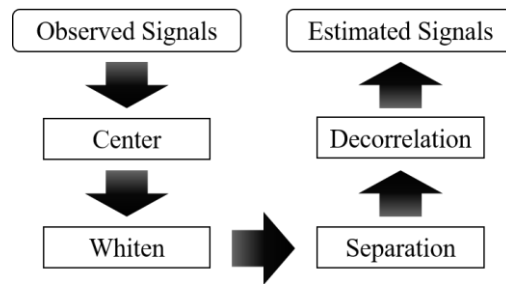 Observed Signals
Center
Whiten
Separation
Decorrelation
Estimated Signals